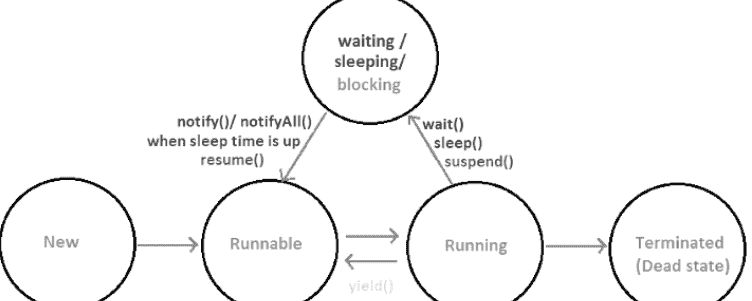 waiting /
sleeping/
blocking
notify()/ notifyAll()
when sleep time is up
resume()
wait()
sleep()
suspend()
New
Runnable
Running
Terminated
(Dead state)
yield()